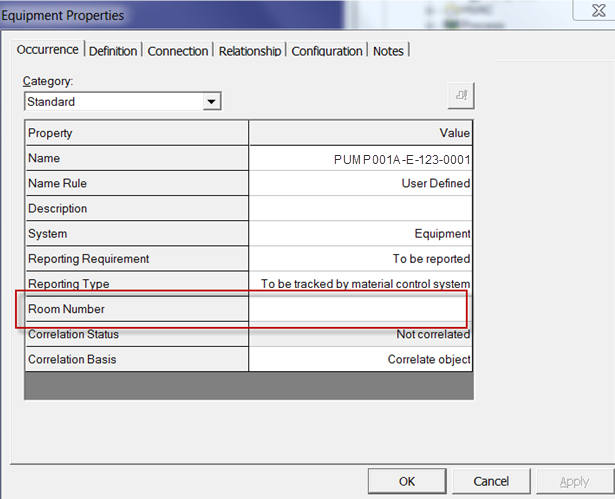 Equipment Properties
HVAC
Process
Occurrence Definition Connection Relationship Configuration Notes
Category:
Standard
Property Value
Name PUMP001A-E-123-0001
Name Rule User Defined
Description
System Equipment
Reporting Requirement To be reported
Reporting Type To be tracked by material control system
Room Number
Correlation Status Not correlated
Correlation Basis Correlate object
OK Cancel Apply